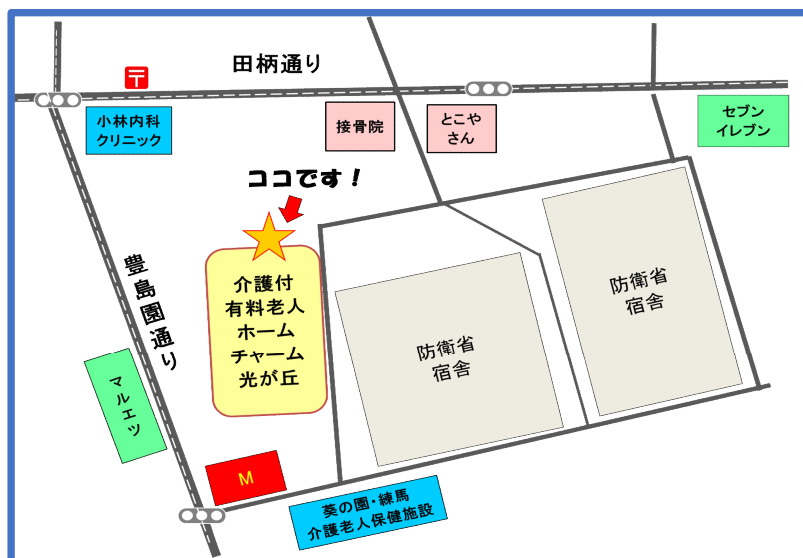 田柄通り
〒
小林内科
クリニック
接骨院
とこや
さん
セブン
イレブン
ココです！
介護付
有料老人
ホーム
チャーム
光が丘
豊島園通り
防衛省
宿舎
防衛省
宿舎
マルエツ
M
葵の園・練馬
介護老人保健施設